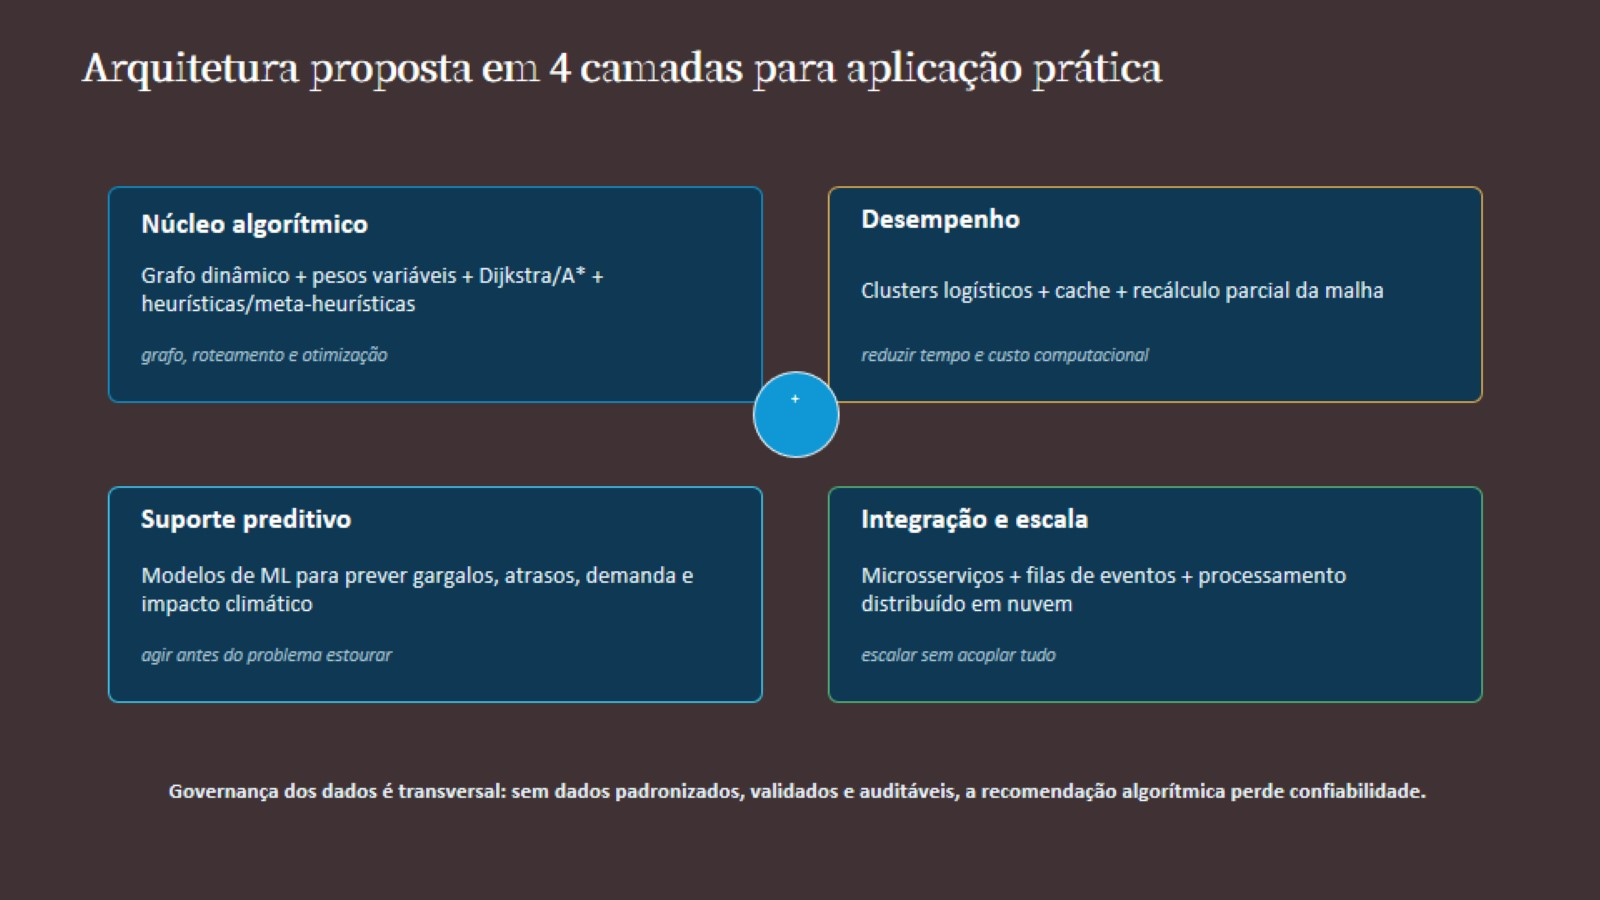 Arquitetura proposta em 4 camadas para aplicação prática
Núcleo algorítmico
Grafo dinâmico + pesos variáveis + Dijkstra/A* +
heurísticas/meta-heurísticas
grafo, roteamento e otimização
Desempenho
Clusters logísticos + cache + recálculo parcial da malha
reduzir tempo e custo computacional
+
Suporte preditivo
Modelos de ML para prever gargalos, atrasos, demanda e
impacto climático
agir antes do problema estourar
Integração e escala
Microsserviços + filas de eventos + processamento
distribuído em nuvem
escalar sem acoplar tudo
Governança dos dados é transversal: sem dados padronizados, validados e auditáveis, a recomendação algorítmica perde confiabilidade.